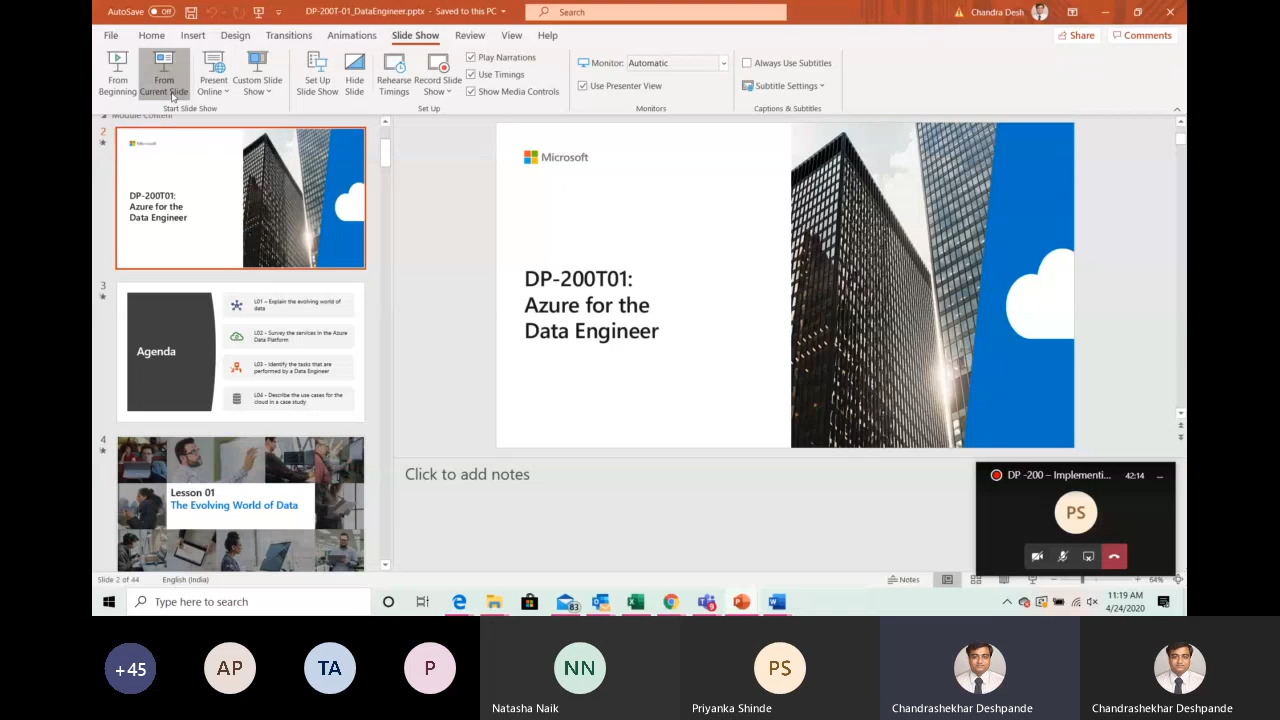 AutoSave Off DP-200T-01_DataEngineer.pptx - Saved to this PC Search Chandra Desh
File Home Insert Design Transitions Animations Slide Show Review View Help Share Comments
From Beginning
From Current Slide
Present Online
Custom Slide Show
Set Up Slide Show
Hide Slide
Rehearse Timings
Record Slide Show
Play Narrations
Use Timings
Show Media Controls
Monitor: Automatic
Use Presenter View
Always Use Subtitles
Subtitle Settings
Start Slide Show Set Up Monitors Captions & Subtitles
Module Content
2
Microsoft
DP-200T01:
Azure for the
Data Engineer
3
Agenda
L01 – Explain the evolving world of
data
L02 - Survey the services in the Azure
Data Platform
L03 - Identify the tasks that are
performed by a Data Engineer
L04 - Describe the use cases for the
cloud in a case study
4
Lesson 01
The Evolving World of Data
Microsoft
DP-200T01:
Azure for the
Data Engineer
Click to add notes
DP -200 – Implementi... 42:14
PS
Slide 2 of 44 English (India) Notes 64%
Type here to search 83 11:19 AM
4/24/2020
+45 AP TA P NN PS
Natasha Naik Priyanka Shinde Chandrashekhar Deshpande Chandrashekhar Deshpande